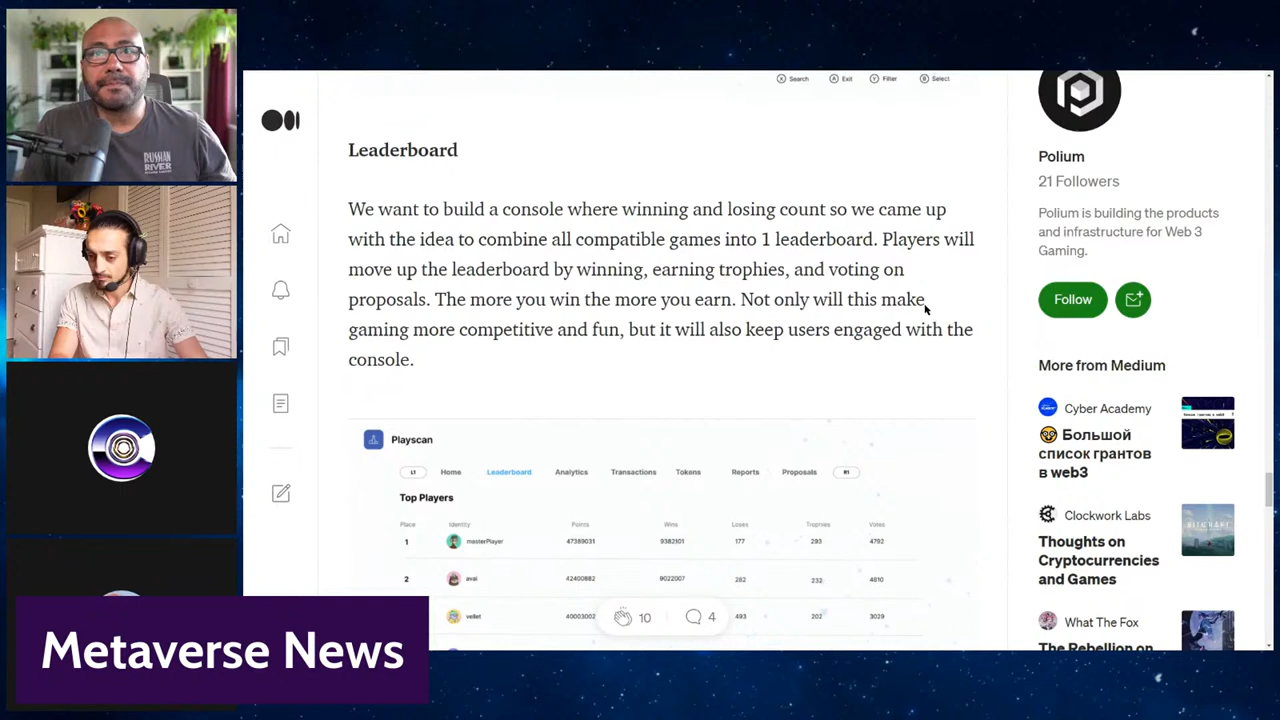 Search
Exit
Filter
Select
Leaderboard
We want to build a console where winning and losing count so we came up
with the idea to combine all compatible games into 1 leaderboard. Players will
move up the leaderboard by winning, earning trophies, and voting on
proposals. The more you win the more you earn. Not only will this make
gaming more competitive and fun, but it will also keep users engaged with the
console.
Playscan
L1 Home Leaderboard Analytics Transactions Tokens Reports Proposals R1
Top Players
Place Identity Points Wins Loses Trophies Votes
1 masterPlayer 47389031 9382101 177 293 4792
2 aval 42400882 9022007 282 232 4810
vellet 40003002 493 202 3029
10 4
Polium
21 Followers
Polium is building the products
and infrastructure for Web 3
Gaming.
Follow
More from Medium
Cyber Academy
Большой
список грантов
в web3
Clockwork Labs
Thoughts on
Cryptocurrencies
and Games
BITCRAFT
What The Fox
The Rebellion on
RUSSIAN
RIVER
Metaverse News